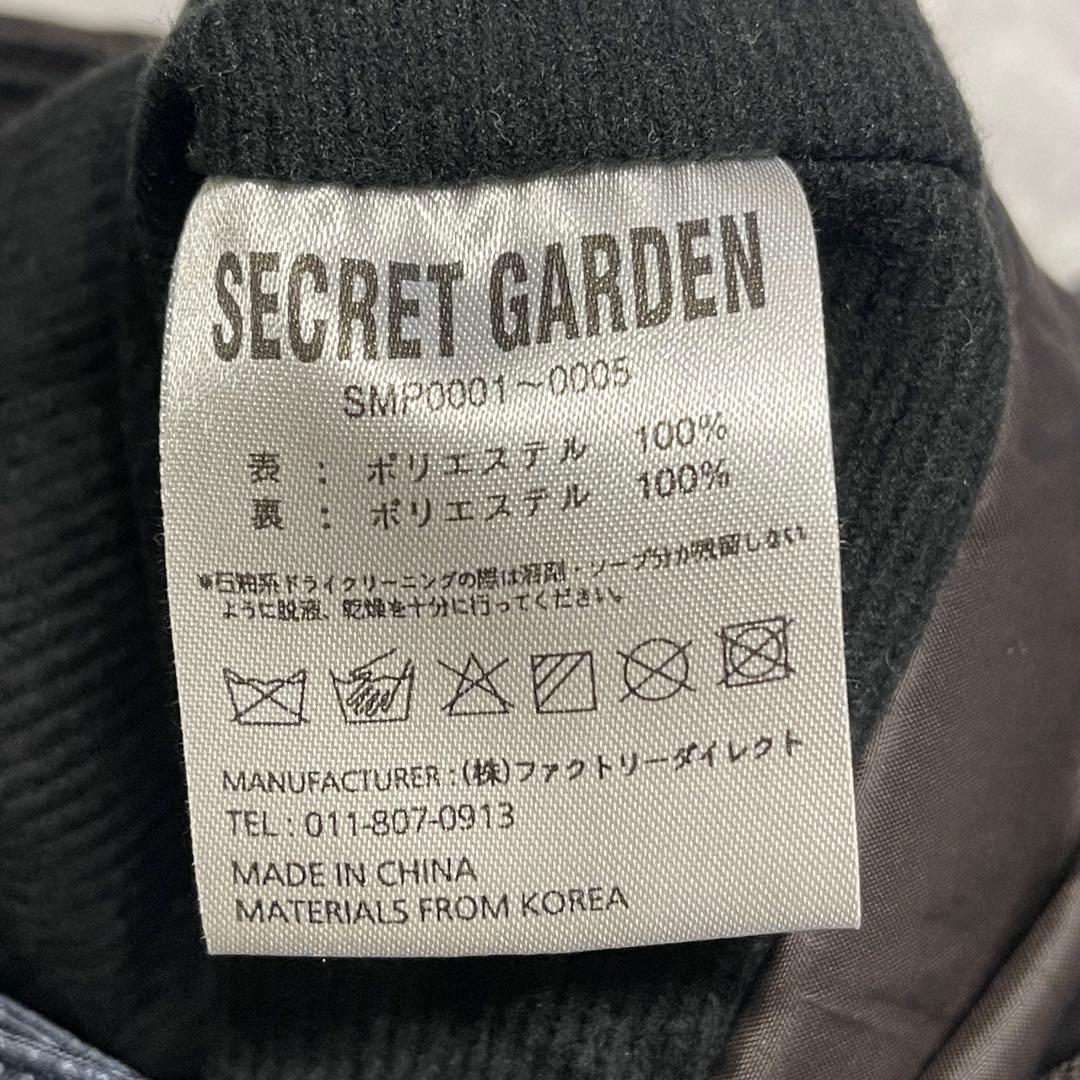 SECRET GARDEN
SMP0001～0005
表 : ポリエステル 100%
裏 : ポリエステル 100%
※石油系ドライクリーニングの際は溶剤・ソープ分が残留しない
ように脱液、乾燥を十分に行ってください。
MANUFACTURER : (株)ファクトリーダイレクト
TEL : 011-807-0913
MADE IN CHINA
MATERIALS FROM KOREA